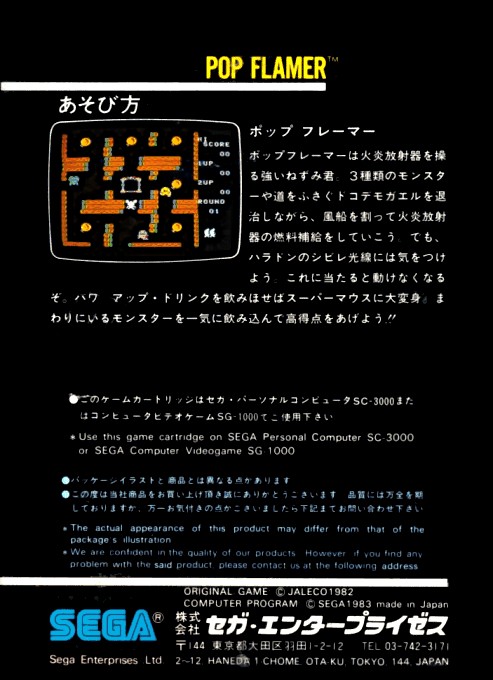 POP FLAMER™
あそび方
HI
SCORE
00
1UP
00
2UP
00
ROUND
01
ポップ フレーマー
ポップフレーマーは火炎放射器を操
る強いねずみ君。3種類のモンスタ
ーや道をふさぐドコデモガエルを退
治しながら、風船を割って火炎放射
器の燃料補給をしていこう。でも、
ハラドンのシビレ光線には気をつけ
よう。これに当たると動けなくなる
ぞ。パワーアップ・ドリンクを飲みほせばスーパーマウスに大変身。ま
わりにいるモンスターを一気に飲み込んで高得点をあげよう!!
●このゲームカートリッジはセガ・パーソナルコンピュータSC-3000また
はコンピュータビデオゲームSG-1000でご使用下さい
* Use this game cartridge on SEGA Personal Computer SC-3000
or SEGA Computer Videogame SG 1000
●パッケージイラストと商品とは異なる点があります
●この度は当社商品をお買い上げ頂き誠にありがとうございます 品質には万全を期
しておりますが、万一お気付きの点がございましたら下記までお問い合わせ下さい
* The actual appearance of this product may differ from that of the
package's illustration
* We are confident in the quality of our products. However if you find any
problem with the said product please contact us at the following address
ORIGINAL GAME ©JALECO1982
COMPUTER PROGRAM ©SEGA1983 made in Japan
SEGA® 株式会社 セガ・エンタープライゼス
〒144 東京都大田区羽田1-2-12 TEL 03-742-3171
Sega Enterprises Ltd. 2-12 HANEDA 1 CHOME, OTA-KU, TOKYO, 144, JAPAN